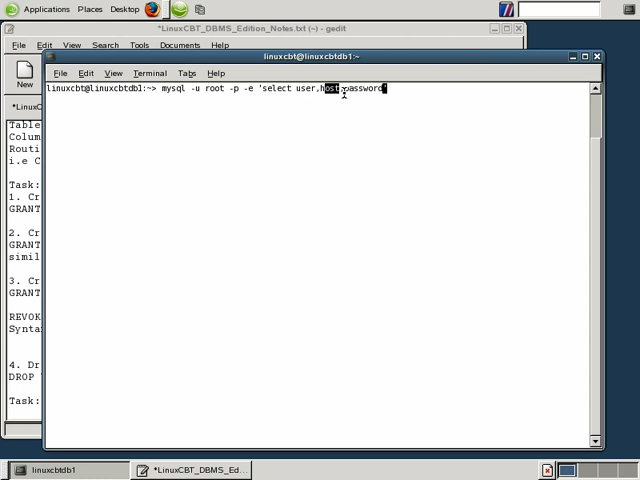 Applications Places Desktop
*LinuxCBT_DBMS_Edition_Notes.txt (~) - gedit
File Edit View Search Tools Documents Help
linuxcbt@linuxcbtdb1:~
File Edit View Terminal Tabs Help
New
linuxcbt@linuxcbtdb1:~> mysql -u root -p -e 'select user,host,password'
*LinuxC
Table
Colum
Routi
i.e C
Task:
1. Cr
GRANT
2. Cr
GRANT
simil
3. Cr
GRANT
REVOK
Synta
4. Dr
DROP
Task:
linuxcbtdb1
*LinuxCBT_DBMS_Ed...